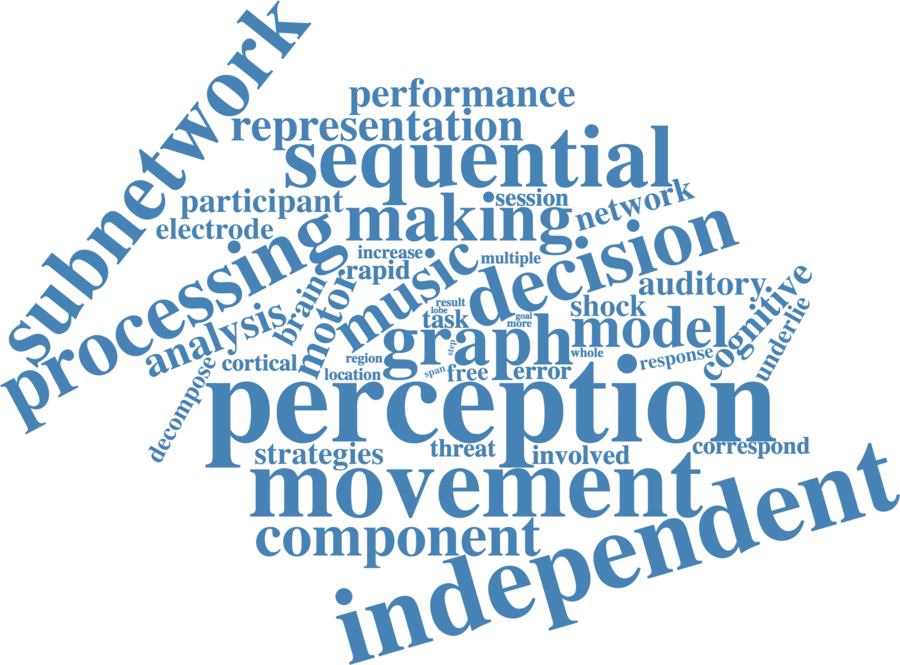 subnetwork
performance
representation
sequential
participant
session
network
electrode
making
processing
increase
multiple
decision
rapid
music
auditory
brain
motor
cognitive
result
lobe
shock
analysis
task
goal
more
graph
model
underlie
step
whole
response
cortical
region
decompose
location
span
free
error
perception
strategies
threat
involved
correspond
movement
component
independent